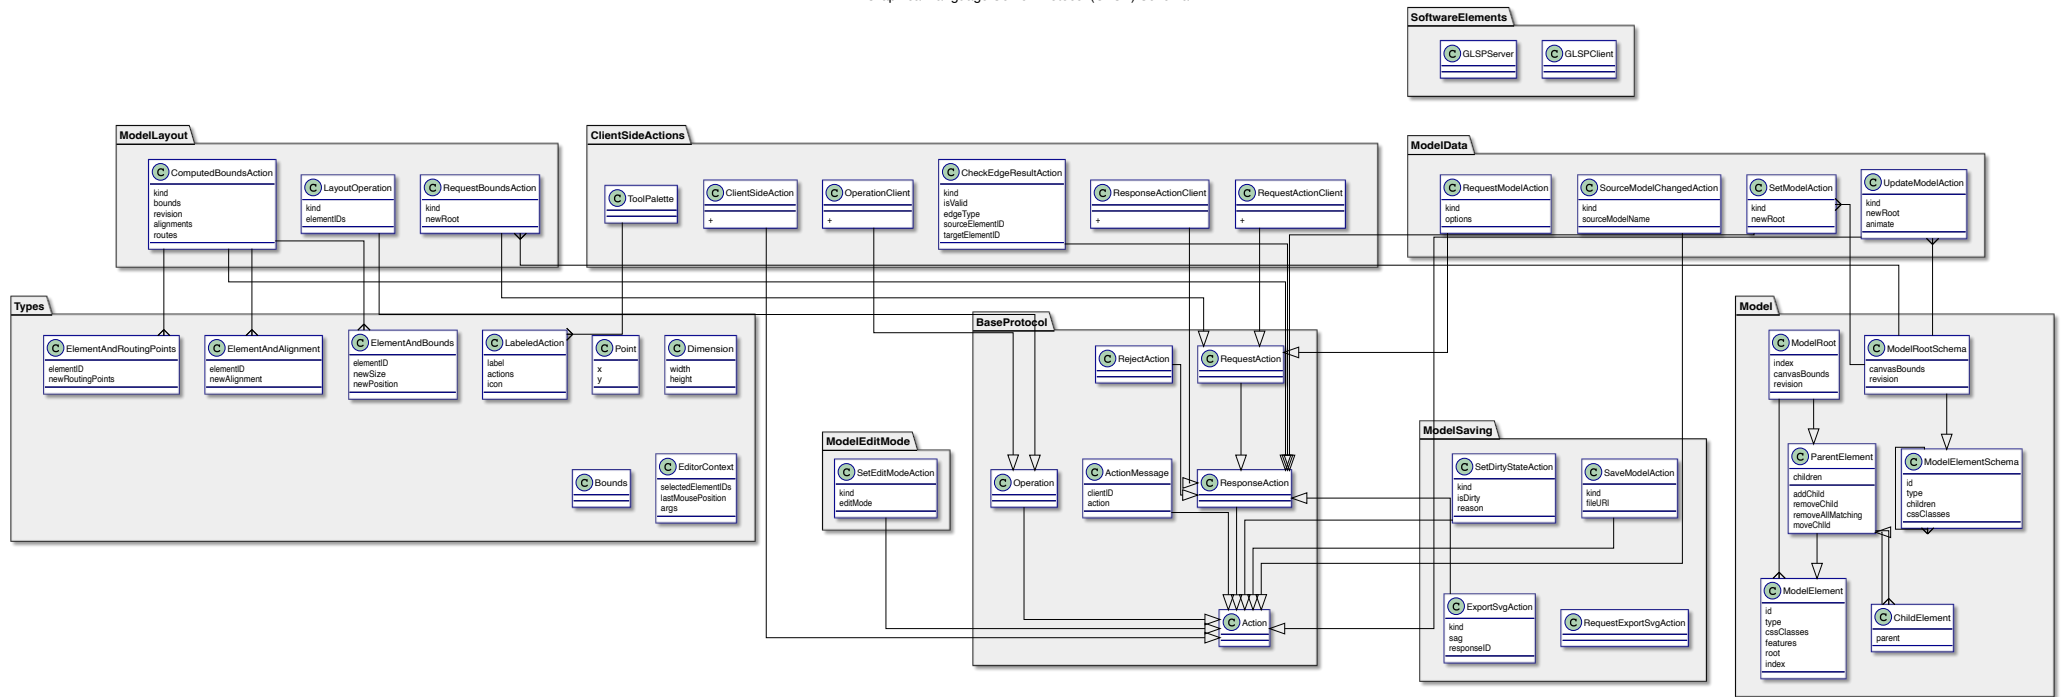 SoftwareElements
C GLSPServer
C GLSPClient
ModelLayout
C ComputedBoundsAction
kind
bounds
revision
alignments
routes
C LayoutOperation
kind
elementIDs
C RequestBoundsAction
kind
newRoot
ClientSideActions
C ToolPalette
C ClientSideAction
+
C OperationClient
+
C CheckEdgeResultAction
kind
isValid
edgeType
sourceElementID
targetElementID
C ResponseActionClient
+
C RequestActionClient
+
ModelData
C RequestModelAction
kind
options
C SourceModelChangedAction
kind
sourceModelName
C SetModelAction
kind
newRoot
C UpdateModelAction
kind
newRoot
animate
Types
C ElementAndRoutingPoints
elementID
newRoutingPoints
C ElementAndAlignment
elementID
newAlignment
C ElementAndBounds
elementID
newSize
newPosition
C LabeledAction
label
actions
icon
C Point
x
y
C Dimension
width
height
C Bounds
C EditorContext
selectedElementIDs
lastMousePosition
args
ModelEditMode
C SetEditModeAction
kind
editMode
BaseProtocol
C RejectAction
C RequestAction
C Operation
C ActionMessage
clientID
action
C ResponseAction
C Action
ModelSaving
C SetDirtyStateAction
kind
isDirty
reason
C SaveModelAction
kind
fileURI
C ExportSvgAction
kind
sag
responseID
C RequestExportSvgAction
Model
C ModelRoot
index
canvasBounds
revision
C ModelRootSchema
canvasBounds
revision
C ParentElement
children
addChild
removeChild
removeAllMatching
moveChild
C ModelElementSchema
id
type
children
cssClasses
C ModelElement
id
type
cssClasses
features
root
index
C ChildElement
parent